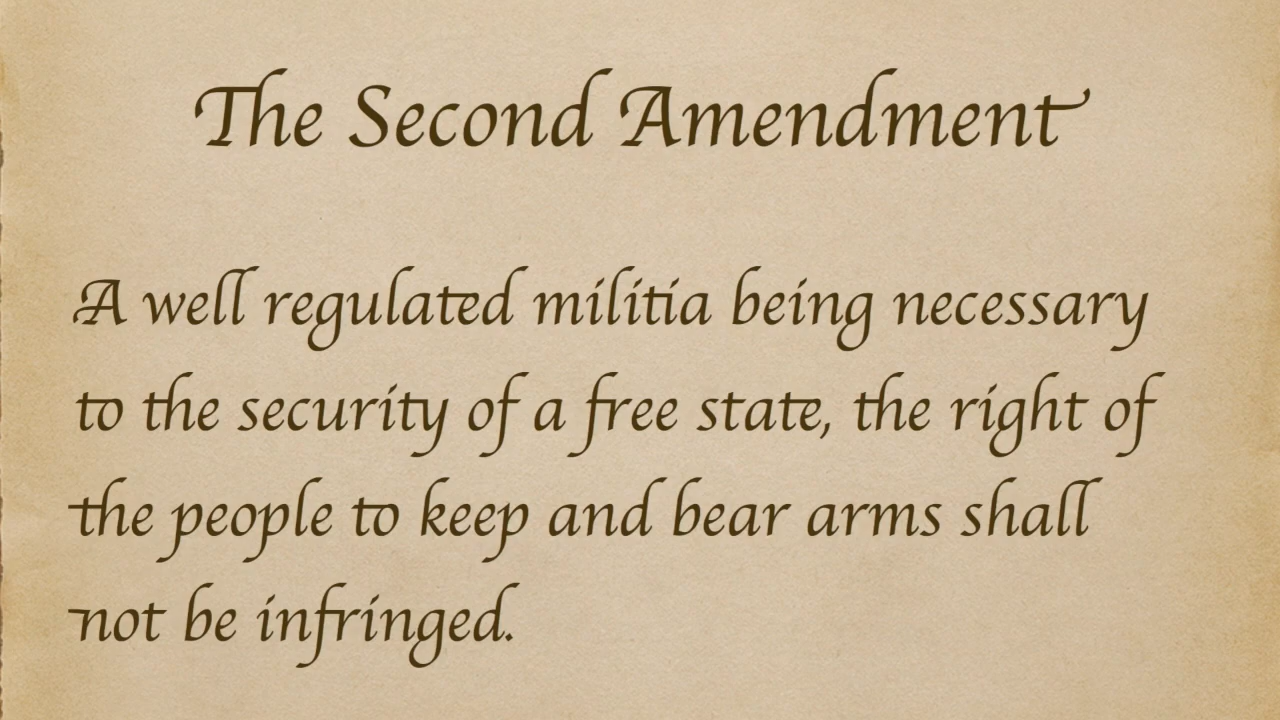 The Second Amendment
A well regulated militia being necessary
to the security of a free state, the right of
the people to keep and bear arms shall
not be infringed.